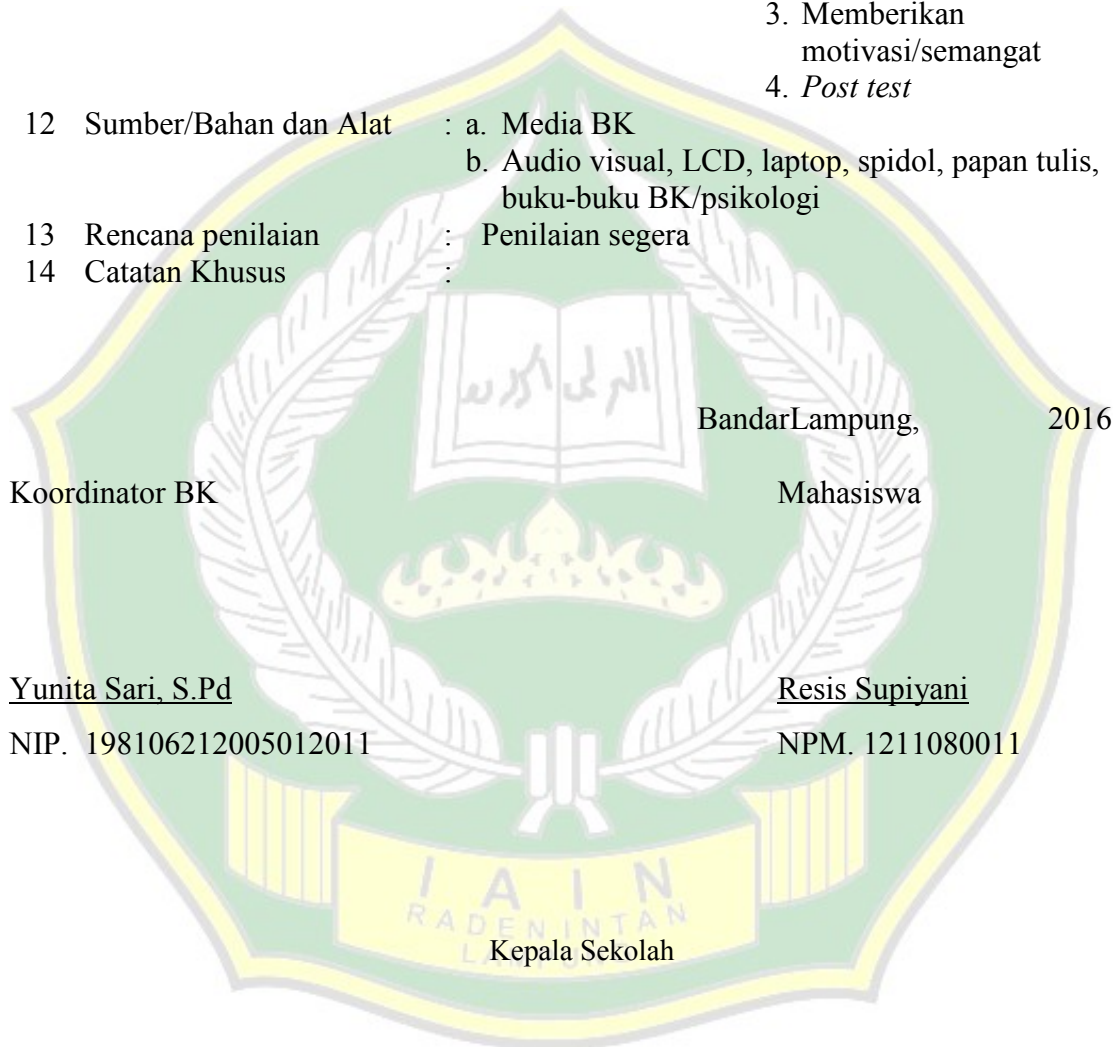 3. Memberikan
motivasi/semangat
4. Post test
12 Sumber/Bahan dan Alat : a. Media BK
b. Audio visual, LCD, laptop, spidol, papan tulis,
buku-buku BK/psikologi
13 Rencana penilaian : Penilaian segera
14 Catatan Khusus :
BandarLampung, 2016
Koordinator BK Mahasiswa
Yunita Sari, S.Pd Resis Supiyani
NIP. 198106212005012011 NPM. 1211080011
IAIN
RADEN INTAN
LAMPUNG
Kepala Sekolah